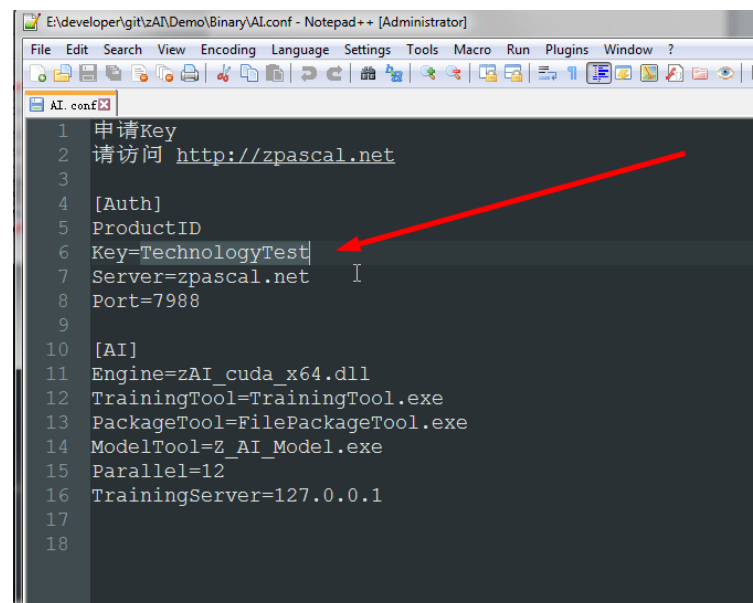 E:\developer\git\zAI\Demo\Binary\AI.conf - Notepad++ [Administrator]
File Edit Search View Encoding Language Settings Tools Macro Run Plugins Window ?
AI.conf
1 申请Key
2 请访问 http://zpascal.net
3
4 [Auth]
5 ProductID
6 Key=TechnologyTest
7 Server=zpascal.net
8 Port=7988
9
10 [AI]
11 Engine=zAI_cuda_x64.dll
12 TrainingTool=TrainingTool.exe
13 PackageTool=FilePackageTool.exe
14 ModelTool=Z_AI_Model.exe
15 Parallel=12
16 TrainingServer=127.0.0.1
17
18